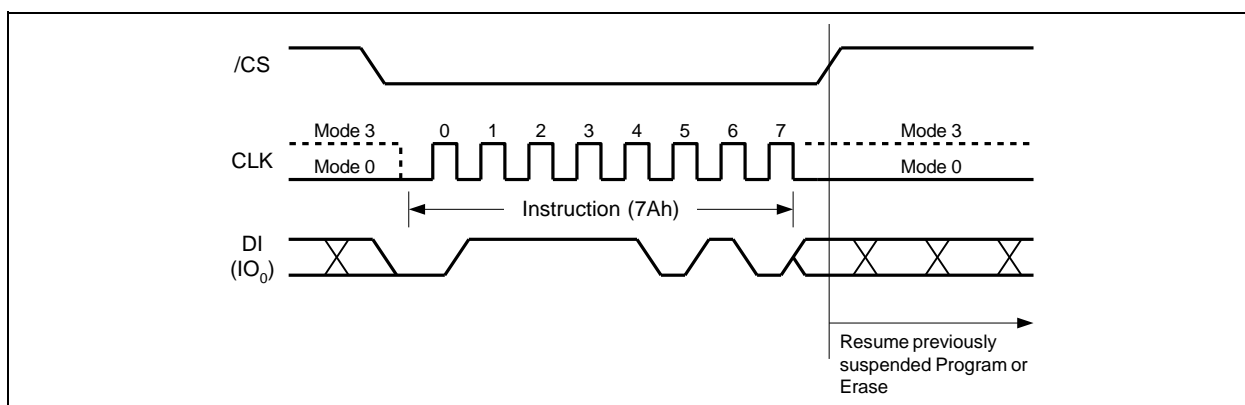 /CS
Mode 3
0 1 2 3 4 5 6 7
Mode 3
CLK
Mode 0
Mode 0
Instruction (7Ah)
DI
(IO0)
Resume previously
suspended Program or
Erase